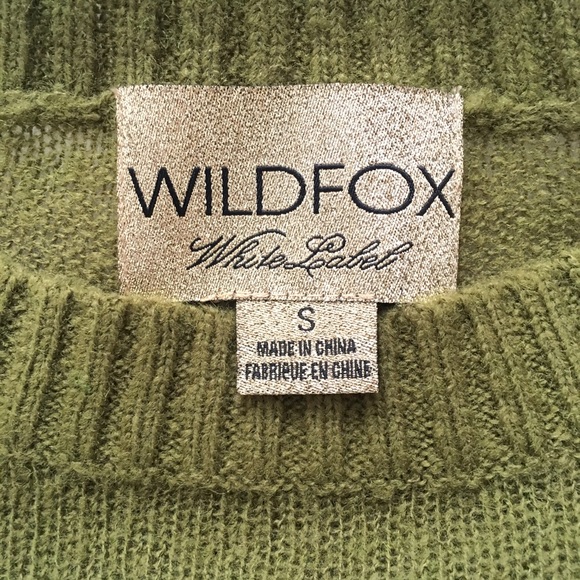 WILDFOX
White Label
S
MADE IN CHINA
FABRIQUE EN CHINE